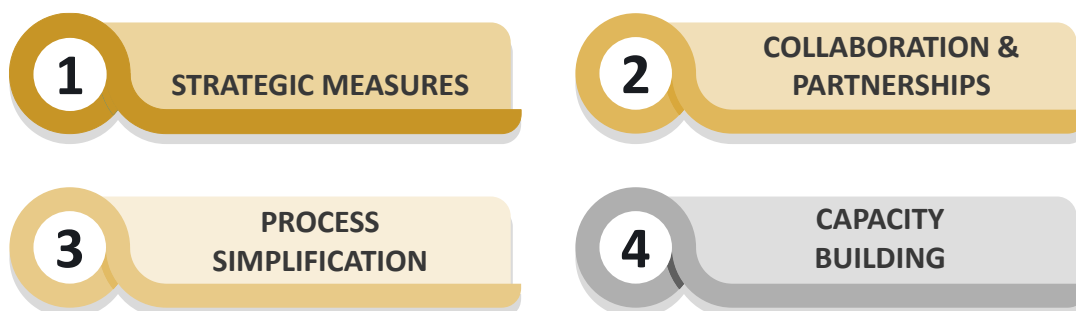 1
STRATEGIC MEASURES
2
COLLABORATION &
PARTNERSHIPS
3
PROCESS
SIMPLIFICATION
4
CAPACITY
BUILDING